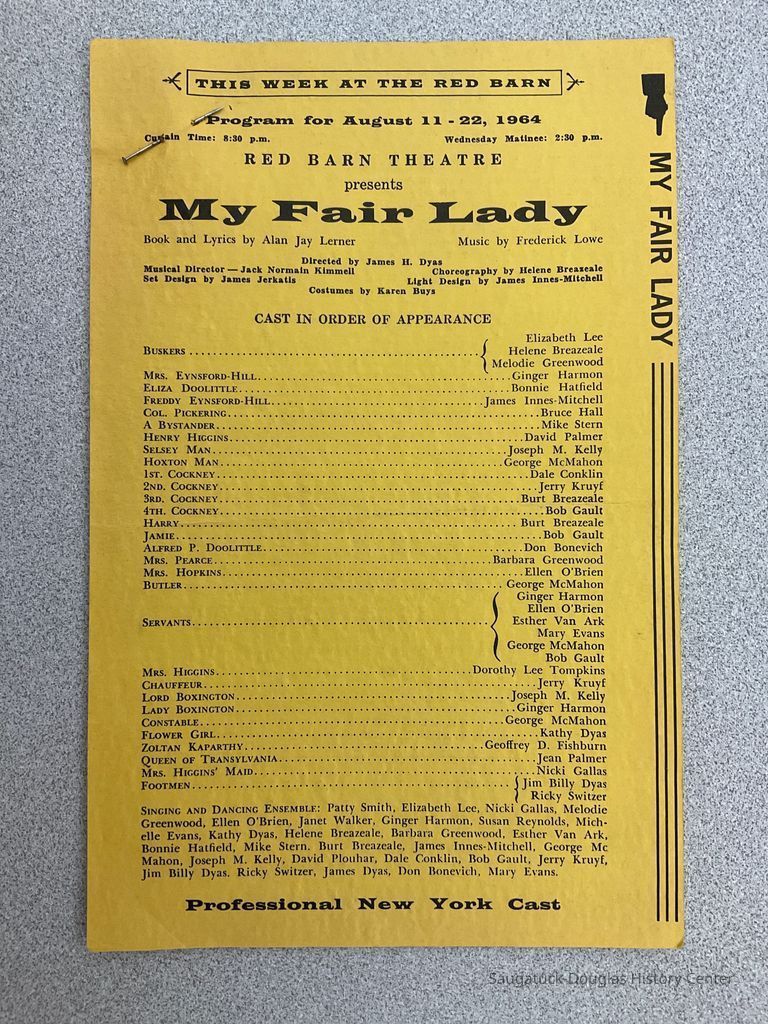 THIS WEEK AT THE RED BARN
Program for August 11 - 22, 1964
Curtain Time: 8:30 p.m. Wednesday Matinee: 2:30 p.m.
RED BARN THEATRE
presents
My Fair Lady
Book and Lyrics by Alan Jay Lerner Music by Frederick Lowe
Directed by James H. Dyas
Musical Director — Jack Normain Kimmell Choreography by Helene Breazeale
Set Design by James Jerkatis Light Design by James Innes-Mitchell
Costumes by Karen Buys
CAST IN ORDER OF APPEARANCE
Elizabeth Lee
BUSKERS Helene Breazeale
Melodie Greenwood
MRS. EYNSFORD-HILL Ginger Harmon
ELIZA DOOLITTLE Bonnie Hatfield
FREDDY EYNSFORD-HILL James Innes-Mitchell
COL. PICKERING Bruce Hall
A BYSTANDER Mike Stern
HENRY HIGGINS David Palmer
SELSEY MAN Joseph M. Kelly
HOXTON MAN George McMahon
1ST. COCKNEY Dale Conklin
2ND. COCKNEY Jerry Kruyf
3RD. COCKNEY Burt Breazeale
4TH. COCKNEY Bob Gault
HARRY Burt Breazeale
JAMIE Bob Gault
ALFRED P. DOOLITTLE Don Bonevich
MRS. PEARCE Barbara Greenwood
MRS. HOPKINS Ellen O'Brien
BUTLER George McMahon
Ginger Harmon
Ellen O'Brien
SERVANTS Esther Van Ark
Mary Evans
George McMahon
Bob Gault
MRS. HIGGINS Dorothy Lee Tompkins
CHAUFFEUR Jerry Kruyf
LORD BOXINGTON Joseph M. Kelly
LADY BOXINGTON Ginger Harmon
CONSTABLE George McMahon
FLOWER GIRL Kathy Dyas
ZOLTAN KAPARTHY Geoffrey D. Fishburn
QUEEN OF TRANSYLVANIA Jean Palmer
MRS. HIGGINS' MAID Nicki Gallas
FOOTMEN Jim Billy Dyas
Ricky Switzer
SINGING AND DANCING ENSEMBLE: Patty Smith, Elizabeth Lee, Nicki Gallas, Melodie
Greenwood, Ellen O'Brien, Janet Walker, Ginger Harmon, Susan Reynolds, Mich-
elle Evans, Kathy Dyas, Helene Breazeale, Barbara Greenwood, Esther Van Ark,
Bonnie Hatfield, Mike Stern. Burt Breazeale, James Innes-Mitchell, George Mc
Mahon, Joseph M. Kelly, David Plouhar, Dale Conklin, Bob Gault, Jerry Kruyf,
Jim Billy Dyas. Ricky Switzer, James Dyas, Don Bonevich, Mary Evans.
Professional New York Cast
MY FAIR LADY
Saugatuck-Douglas History Center